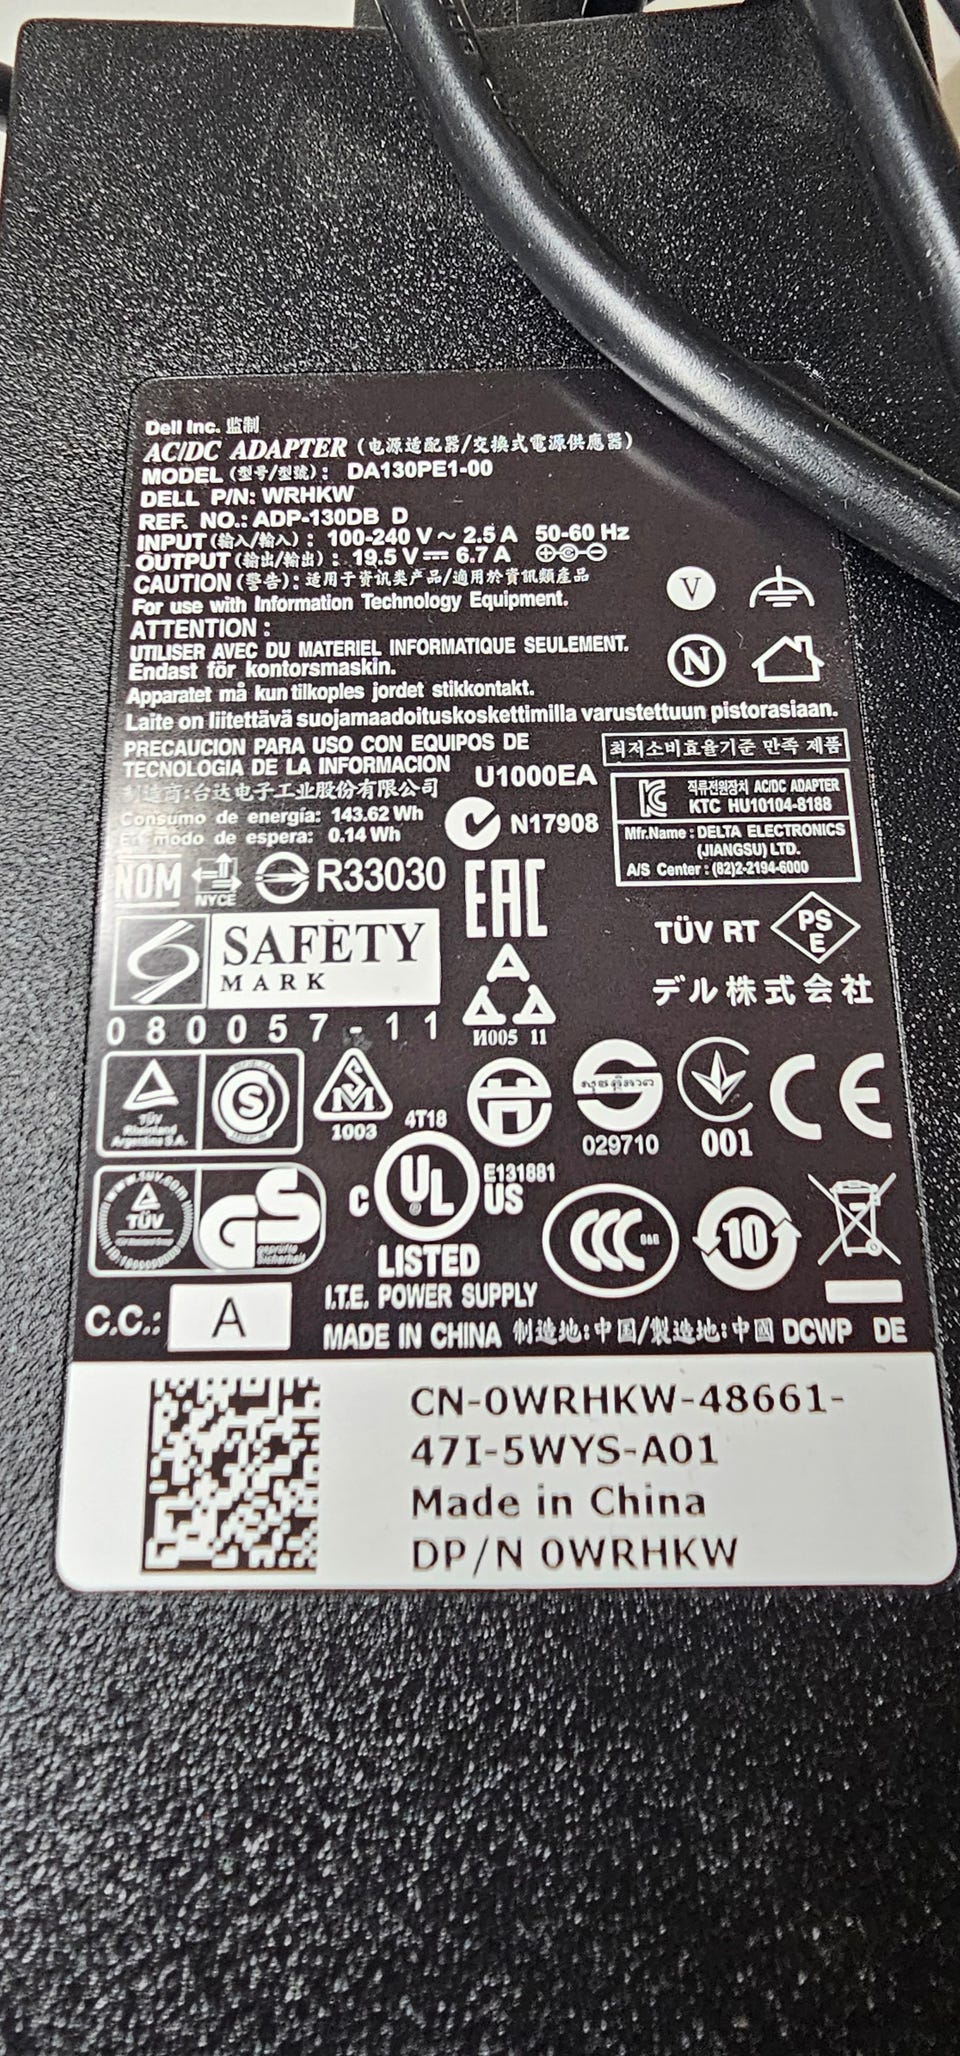 Dell Inc. 监制
AC/DC ADAPTER (电源适配器/交換式電源供應器)
MODEL (型号/型號) : DA130PE1-00
DELL P/N: WRHKW
REF. NO.: ADP-130DB D
INPUT (输入/輸入) : 100-240 V ~ 2.5 A 50-60 Hz
OUTPUT (输出/輸出) : 19.5 V 6.7 A
CAUTION (警告) : 适用于资讯类产品/適用於資訊類產品
For use with Information Technology Equipment.
ATTENTION :
UTILISER AVEC DU MATERIEL INFORMATIQUE SEULEMENT.
Endast för kontorsmaskin.
Apparatet må kun tilkoples jordet stikkontakt.
Laite on liitettävä suojamaadoituskoskettimilla varustettuun pistorasiaan.
V
N
PRECAUCION PARA USO CON EQUIPOS DE
TECNOLOGIA DE LA INFORMACION
制造商:台达电子工业股份有限公司
U1000EA
Consumo de energía: 143.62 Wh
En modo de espera: 0.14 Wh
N17908
최저소비효율기준 만족 제품
직류전원장치 AC/DC ADAPTER
KTC HU10104-8188
Mfr.Name : DELTA ELECTRONICS
(JIANGSU) LTD.
A/S Center : (82)2-2194-6000
NOM
NYCE
R33030
EAC
SAFETY
MARK
080057-11
И005 11
TÜV RT
PS
E
デル株式会社
TÜV
Rheinland
Argentina S.A.
S
1003
4T18
029710
001
CE
www.tuv.com
TÜV
GS
geprüfte
Sicherheit
C UL US
E131881
LISTED
CCC
S&E
10
I.T.E. POWER SUPPLY
C.C.: A
MADE IN CHINA 制造地:中国/製造地:中國 DCWP DE
CN-0WRHKW-48661-
47I-5WYS-A01
Made in China
DP/N 0WRHKW